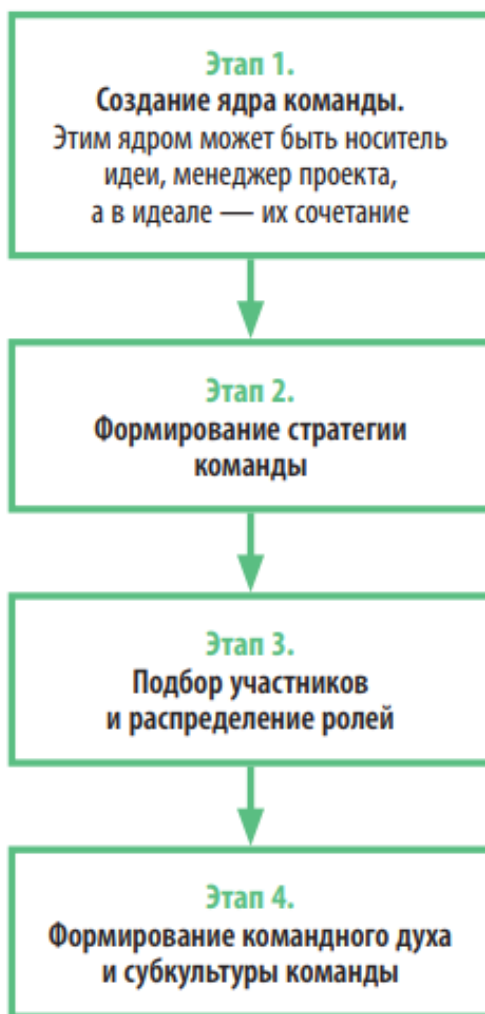 Этап 1.
Создание ядра команды.
Этим ядром может быть носитель
идеи, менеджер проекта,
а в идеале — их сочетание
Этап 2.
Формирование стратегии
команды
Этап 3.
Подбор участников
и распределение ролей
Этап 4.
Формирование командного духа
и субкультуры команды